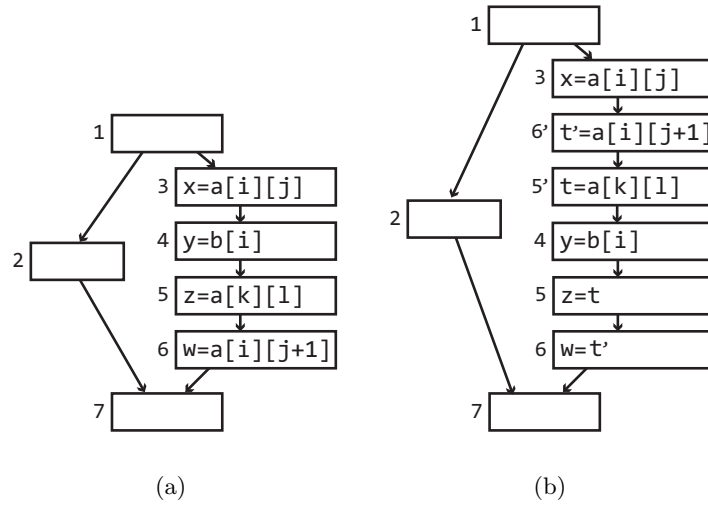 1
3 x=a[i][j]
4 y=b[i]
2
5 z=a[k][l]
6 w=a[i][j+1]
7
(a)
1
3 x=a[i][j]
6’ t’=a[i][j+1]
5’ t=a[k][l]
2
4 y=b[i]
5 z=t
6 w=t’
7
(b)